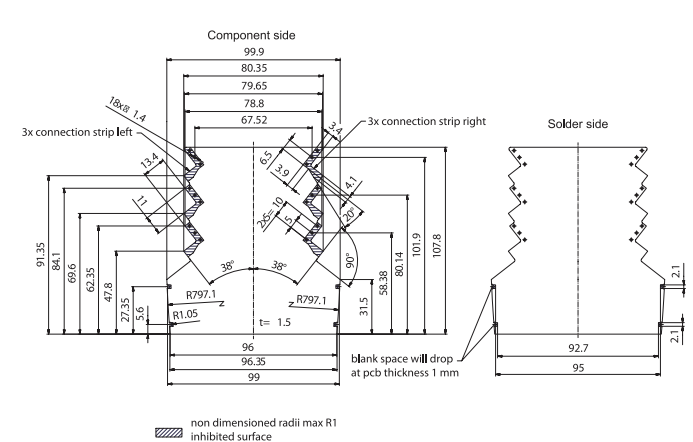 Component side
99.9
80.35
79.65
78.8
67.52
18x 1.4
3x connection strip left
3x connection strip right
3.4
6.5
3.9
4.1
13.4
11
2x5= 10
5
20°
90°
38°
38°
91.35
84.1
69.6
62.35
47.8
27.35
5.6
R797.1
R797.1
R1.05
t= 1.5
31.5
58.38
80.14
101.9
107.8
96
96.35
99
Solder side
2.1
2.1
92.7
95
blank space will drop
at pcb thickness 1 mm
non dimensioned radii max R1
inhibited surface